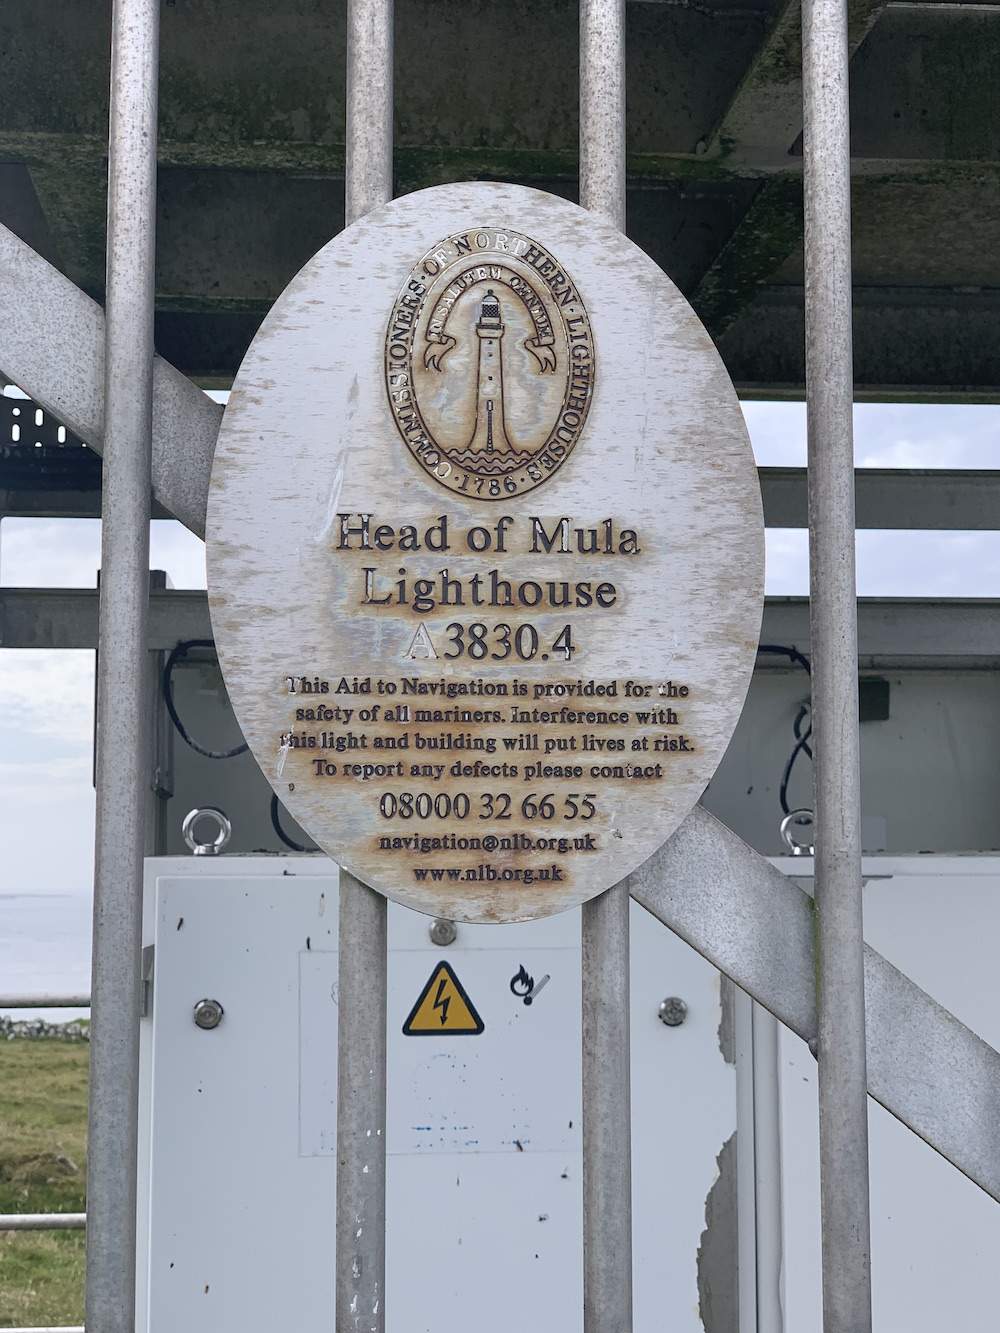 COMMISSIONERS·OF·NORTHERN·LIGHTHOUSES
IN SALUTEM OMNIUM
·1786·
Head of Mula
Lighthouse
A3830.4
This Aid to Navigation is provided for the
safety of all mariners. Interference with
this light and building will put lives at risk.
To report any defects please contact
08000 32 66 55
navigation@nlb.org.uk
www.nlb.org.uk